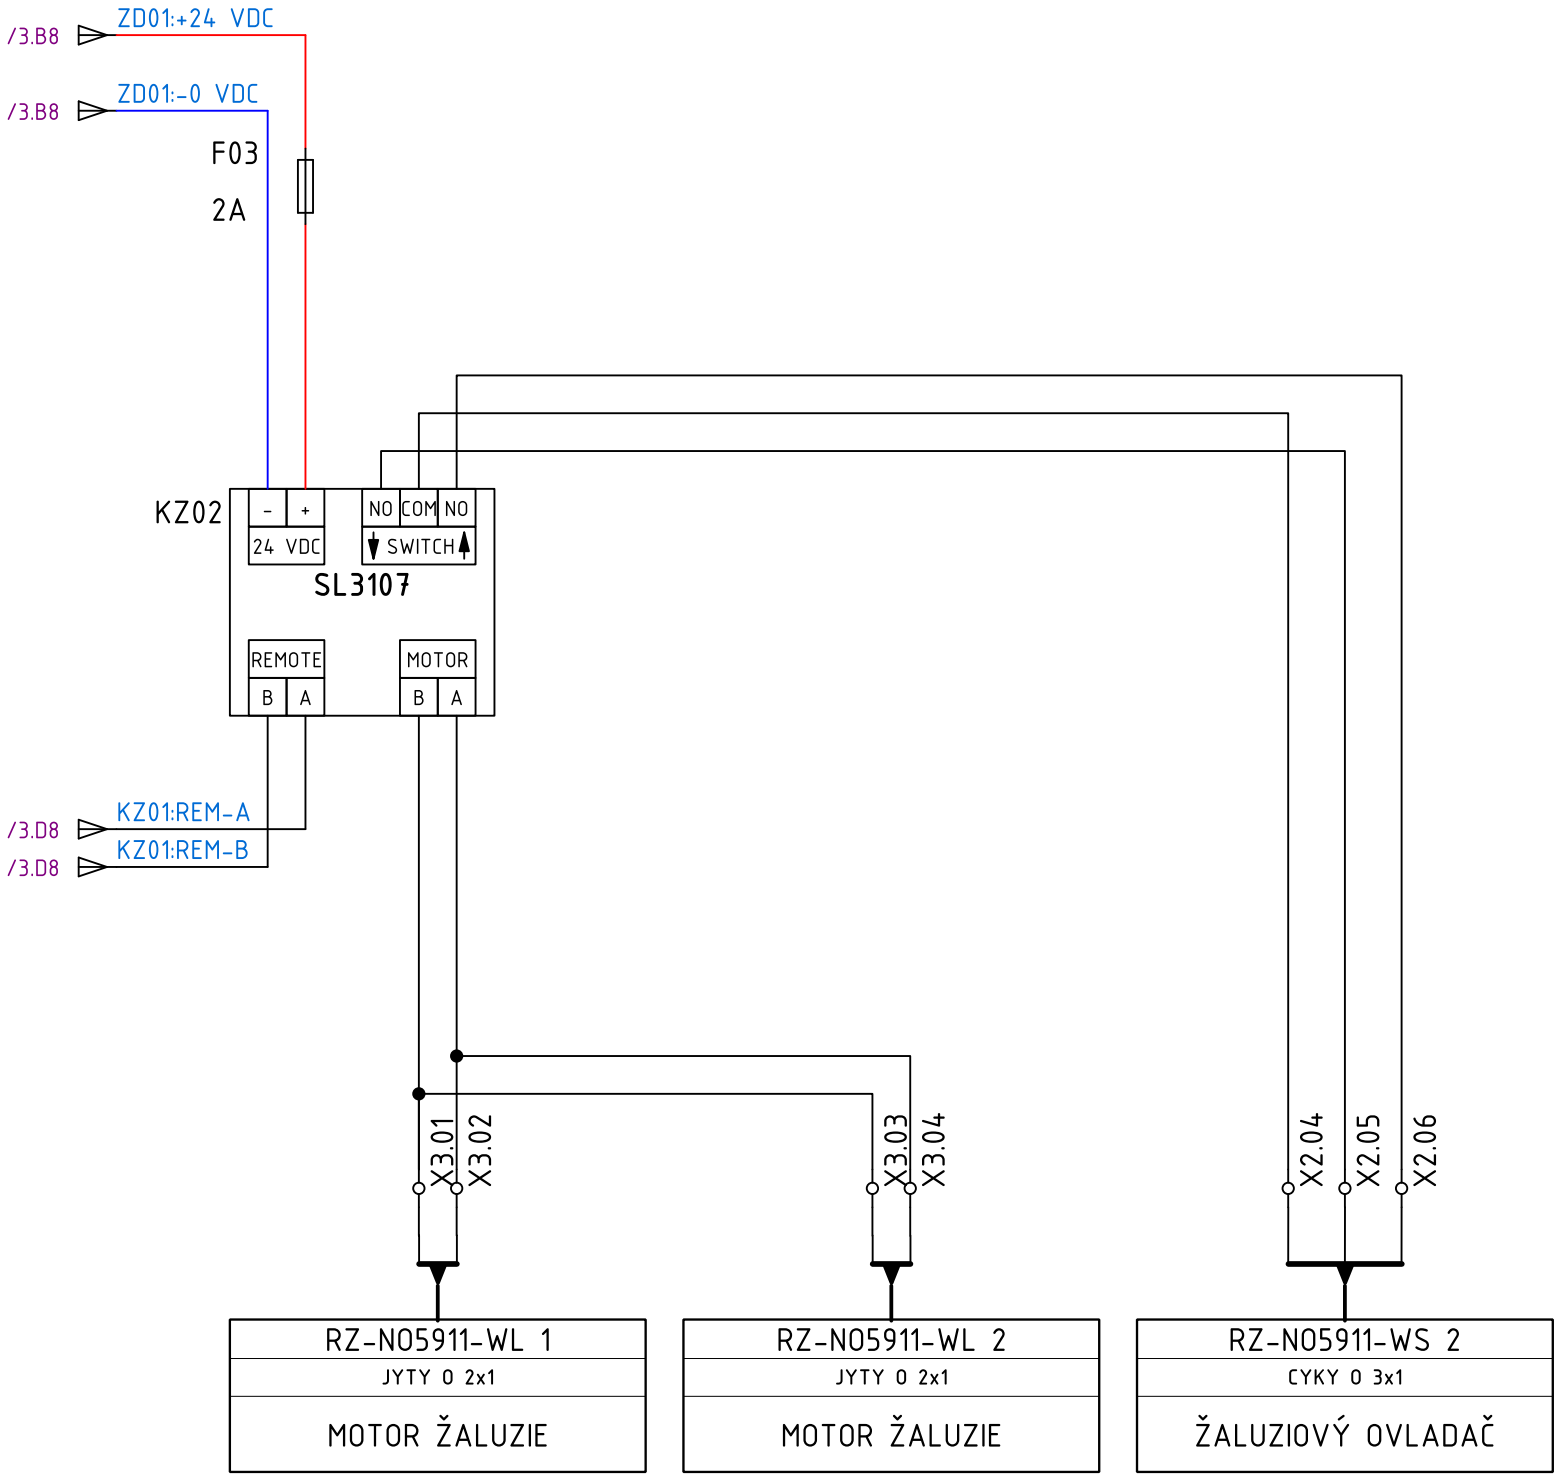 ZD01:+24 VDC
/3.B8
ZD01:-0 VDC
/3.B8
F03
2A
KZ02
- + NO COM NO
24 VDC SWITCH
SL3107
REMOTE MOTOR
B A B A
KZ01:REM-A
/3.D8
KZ01:REM-B
/3.D8
X3.01
X3.02
X3.03
X3.04
X2.04
X2.05
X2.06
RZ-NO5911-WL 1
JYTY O 2x1
MOTOR ŽALUZIE
RZ-NO5911-WL 2
JYTY O 2x1
MOTOR ŽALUZIE
RZ-NO5911-WS 2
CYKY O 3x1
ŽALUZIOVÝ OVLADAČ